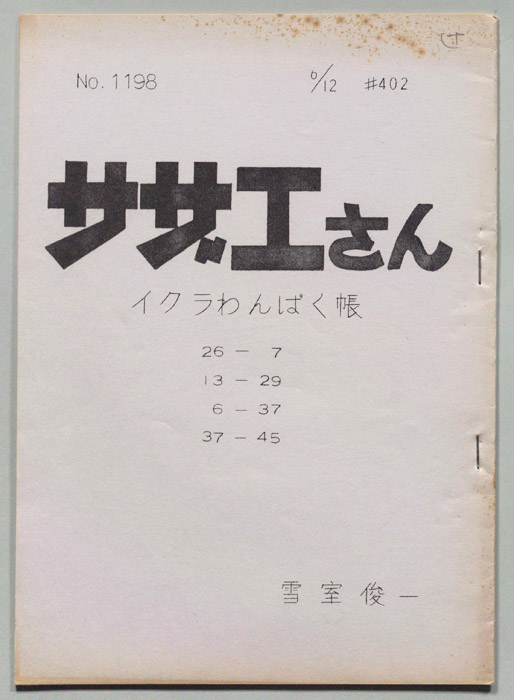 No. 1198 6/12 #402
サザエさん
イクラわんぱく帳
26 － 7
13 － 29
6 － 37
37 － 45
雪室俊一